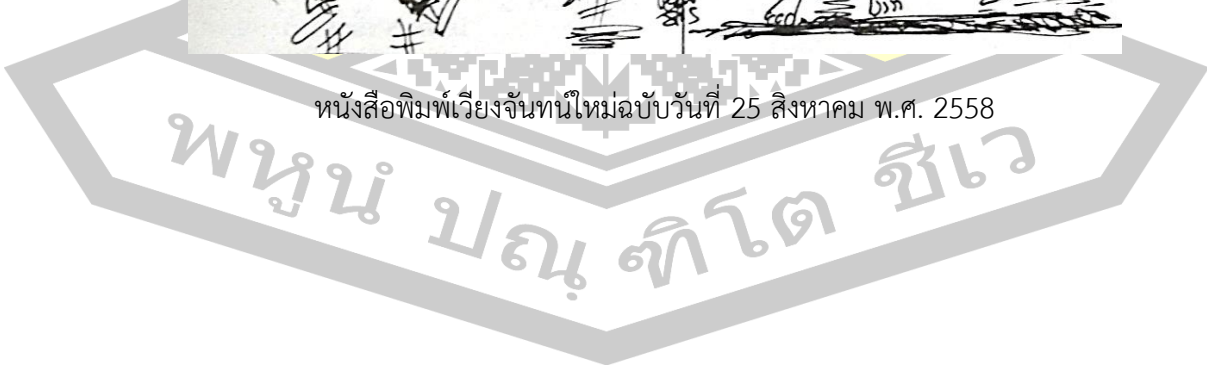 หนังสือพิมพ์เวียงจันทน์ใหม่ฉบับวันที่ 25 สิงหาคม พ.ศ. 2558
พหูนํ ปณฺฑิโต ชีเว